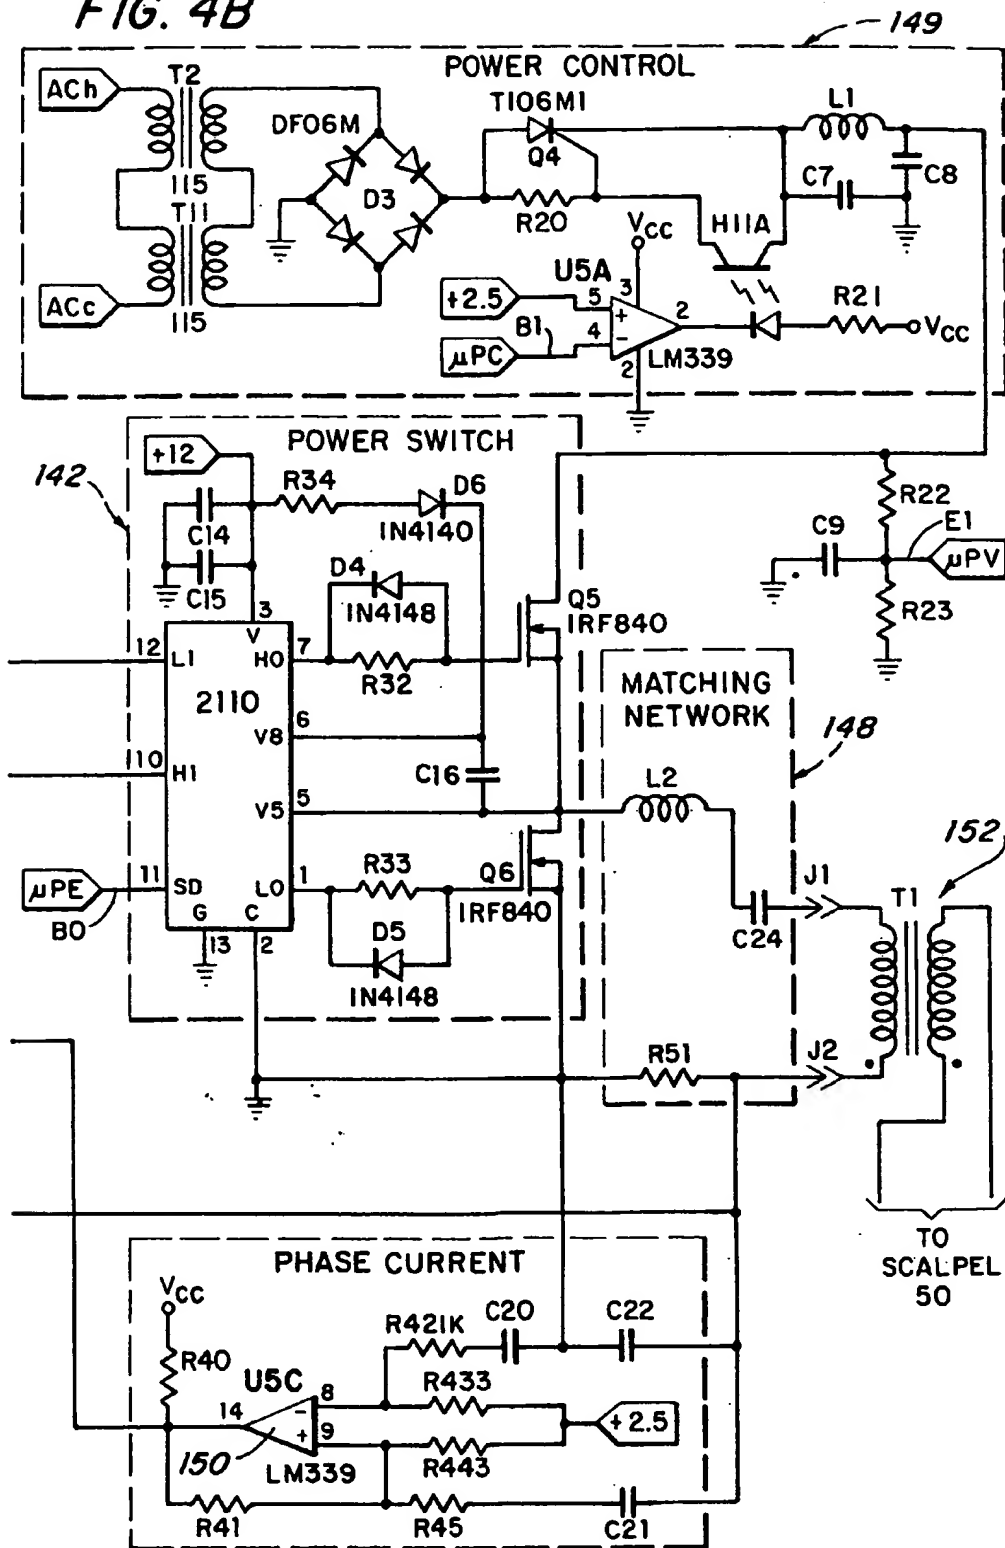 FIG. 4B
149
POWER CONTROL
ACh
T2
115
T11
ACc
115
DF06M
D3
T106M1
Q4
R20
L1
C7
C8
H11A
VCC
U5A
+2.5
5
3
+
B1
4
-
2
2
μPC
LM339
R21
VCC
142
POWER SWITCH
+12
R34
D6
1N4140
C14
C15
D4
1N4148
R32
Q5
IRF840
3
V
12
L1
HO
7
2110
V8
6
10
H1
V5
5
C16
μPE
BO
11
SD
LO
1
G
C
13
2
R33
D5
1N4148
Q6
IRF840
R22
C9
E1
μPV
R23
MATCHING
NETWORK
148
L2
C24
J1
J2
R51
152
T1
TO
SCALPEL
50
PHASE CURRENT
VCC
R40
R421K
C20
C22
U5C
8
R433
14
-
+
9
+2.5
150
LM339
R443
R41
R45
C21